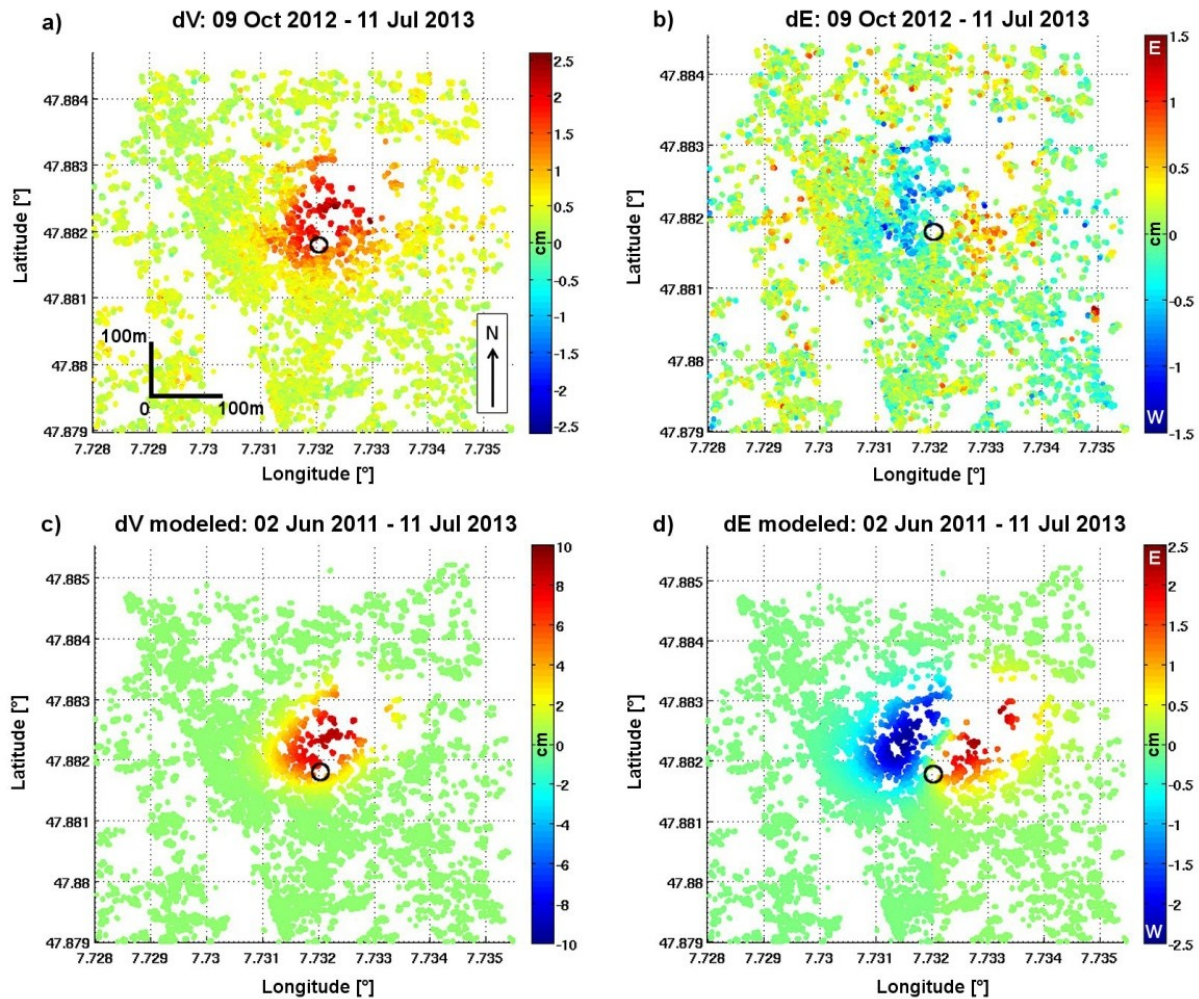 a) dV: 09 Oct 2012 - 11 Jul 2013
47.884
47.883
47.882
47.881
47.88
47.879
Latitude [º]
7.728 7.729 7.73 7.731 7.732 7.733 7.734 7.735
Longitude [º]
100m
0
100m
N
2.5
2
1.5
1
0.5
0
-0.5
-1
-1.5
-2
-2.5
cm
b) dE: 09 Oct 2012 - 11 Jul 2013
47.884
47.883
47.882
47.881
47.88
47.879
Latitude [º]
7.728 7.729 7.73 7.731 7.732 7.733 7.734 7.735
Longitude [º]
1.5
E
1
0.5
0
-0.5
-1
W
-1.5
cm
c) dV modeled: 02 Jun 2011 - 11 Jul 2013
47.885
47.884
47.883
47.882
47.881
47.88
47.879
Latitude [º]
7.728 7.729 7.73 7.731 7.732 7.733 7.734 7.735
Longitude [º]
10
8
6
4
2
0
-2
-4
-6
-8
-10
cm
d) dE modeled: 02 Jun 2011 - 11 Jul 2013
47.885
47.884
47.883
47.882
47.881
47.88
47.879
Latitude [º]
7.728 7.729 7.73 7.731 7.732 7.733 7.734 7.735
Longitude [º]
2.5
E
2
1.5
1
0.5
0
-0.5
-1
-1.5
-2
W
-2.5
cm